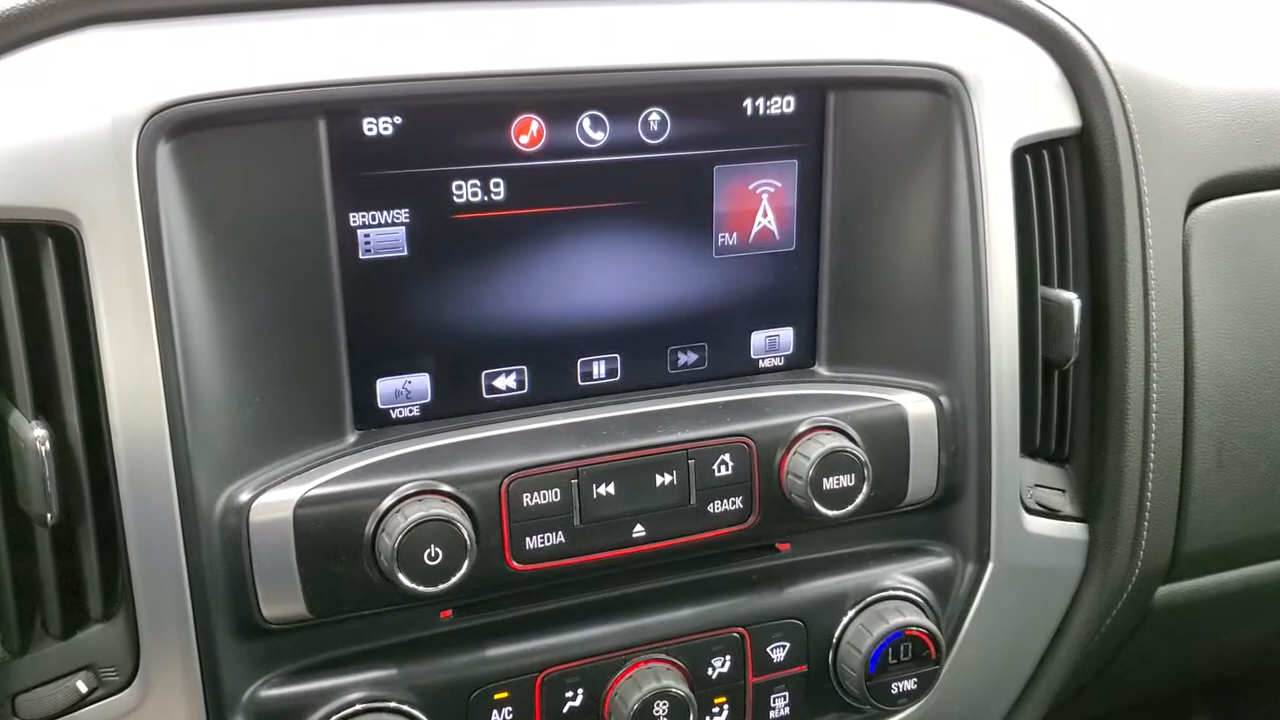 66°
N
11:20
96.9
BROWSE
FM
VOICE
MENU
RADIO
MEDIA
BACK
MENU
A/C
REAR
LO
SYNC